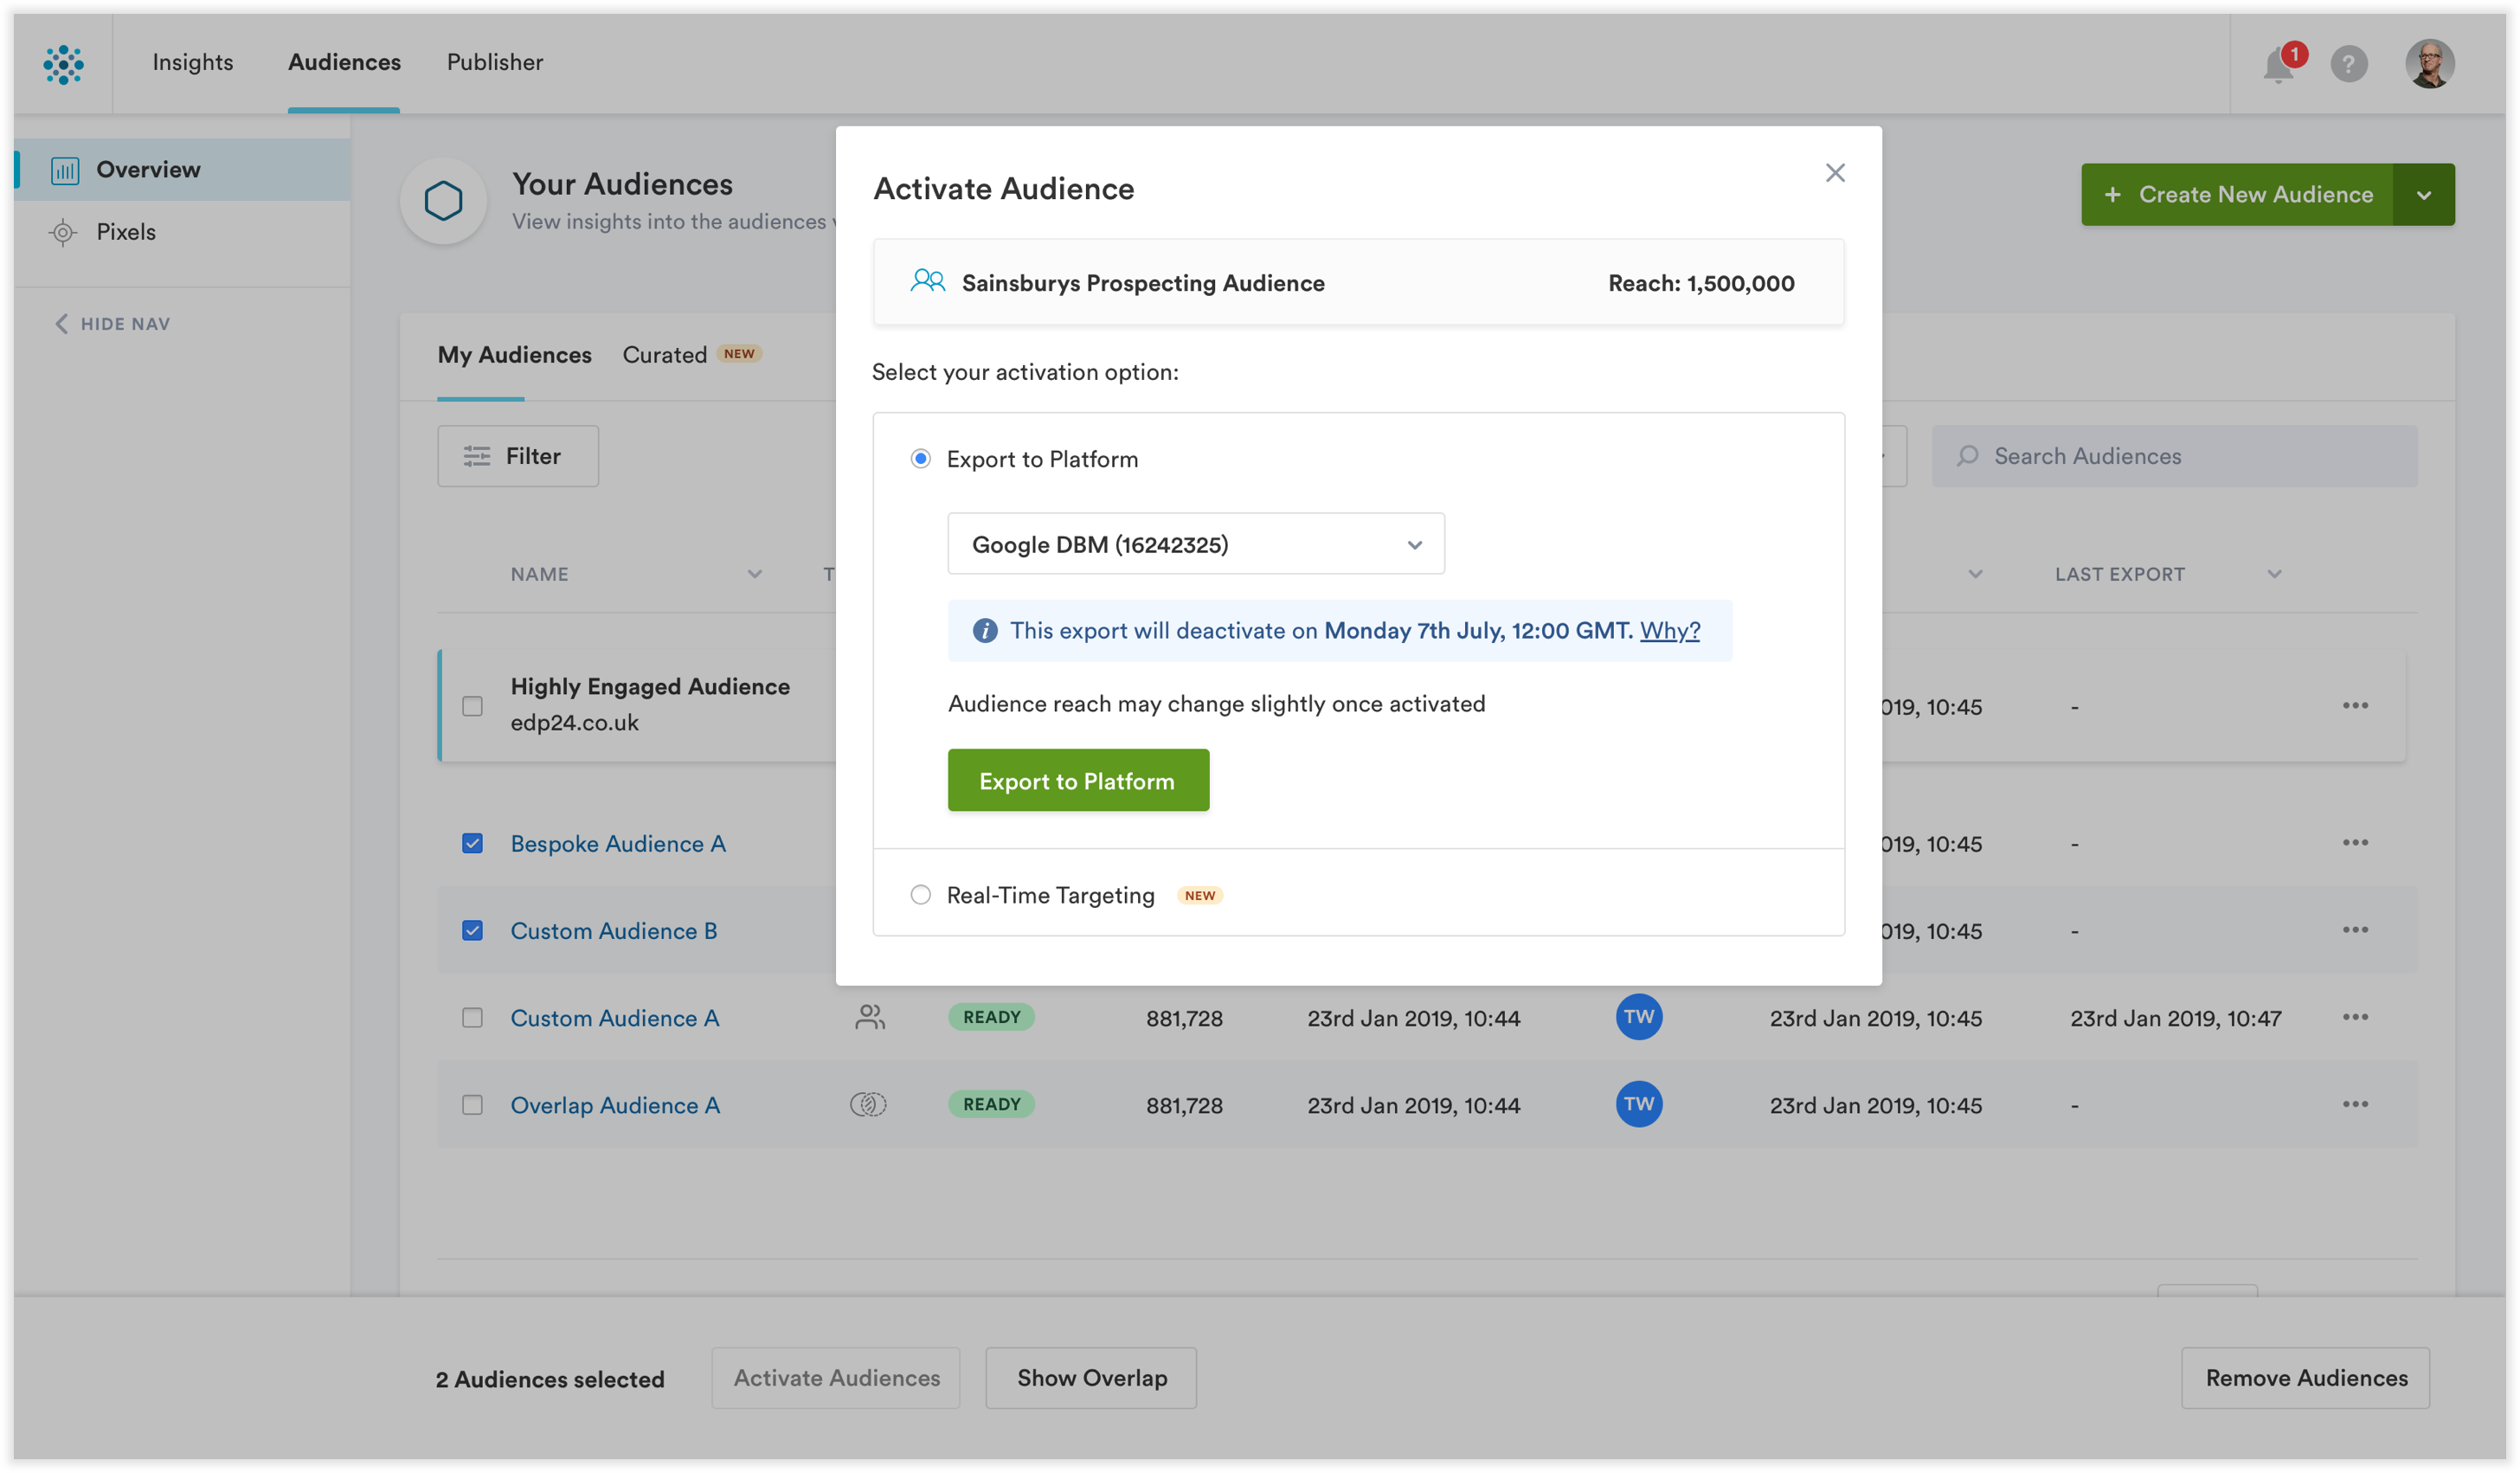 Insights
Audiences
Publisher
1
?
Overview
Pixels
HIDE NAV
Your Audiences
View insights into the audiences
+ Create New Audience
My Audiences
Curated NEW
Filter
Search Audiences
NAME
LAST EXPORT
Highly Engaged Audience
edp24.co.uk
019, 10:45 -
Bespoke Audience A
019, 10:45 -
Custom Audience B
019, 10:45 -
Custom Audience A READY 881,728 23rd Jan 2019, 10:44 TW 23rd Jan 2019, 10:45 23rd Jan 2019, 10:47
Overlap Audience A READY 881,728 23rd Jan 2019, 10:44 TW 23rd Jan 2019, 10:45 -
Activate Audience
Sainsburys Prospecting Audience Reach: 1,500,000
Select your activation option:
Export to Platform
Google DBM (16242325)
i This export will deactivate on Monday 7th July, 12:00 GMT. Why?
Audience reach may change slightly once activated
Export to Platform
Real-Time Targeting NEW
2 Audiences selected
Activate Audiences
Show Overlap
Remove Audiences